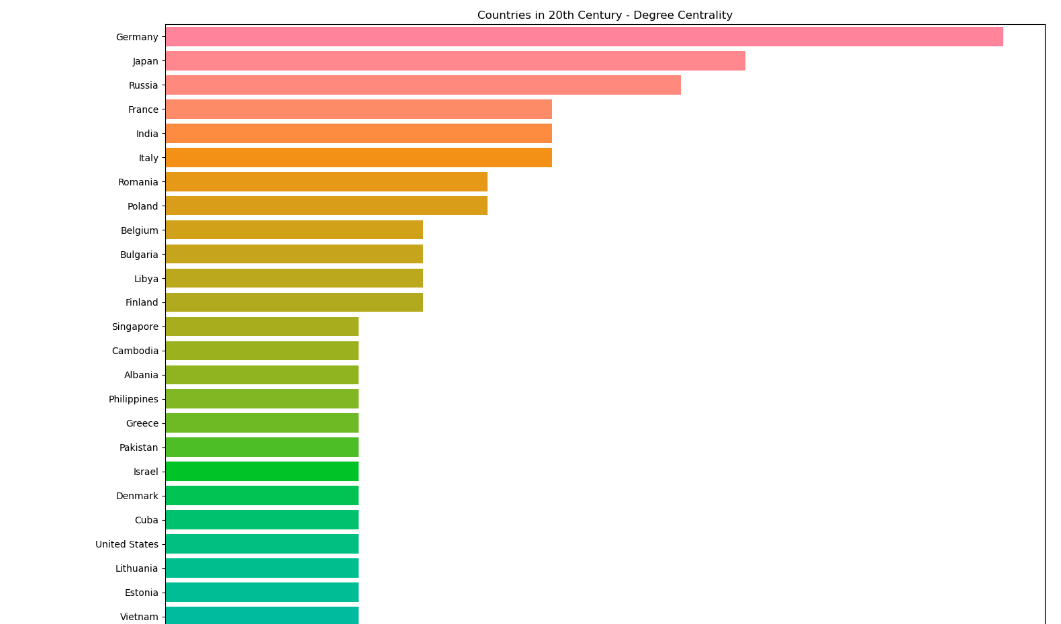 Countries in 20th Century - Degree Centrality
Germany
Japan
Russia
France
India
Italy
Romania
Poland
Belgium
Bulgaria
Libya
Finland
Singapore
Cambodia
Albania
Philippines
Greece
Pakistan
Israel
Denmark
Cuba
United States
Lithuania
Estonia
Vietnam